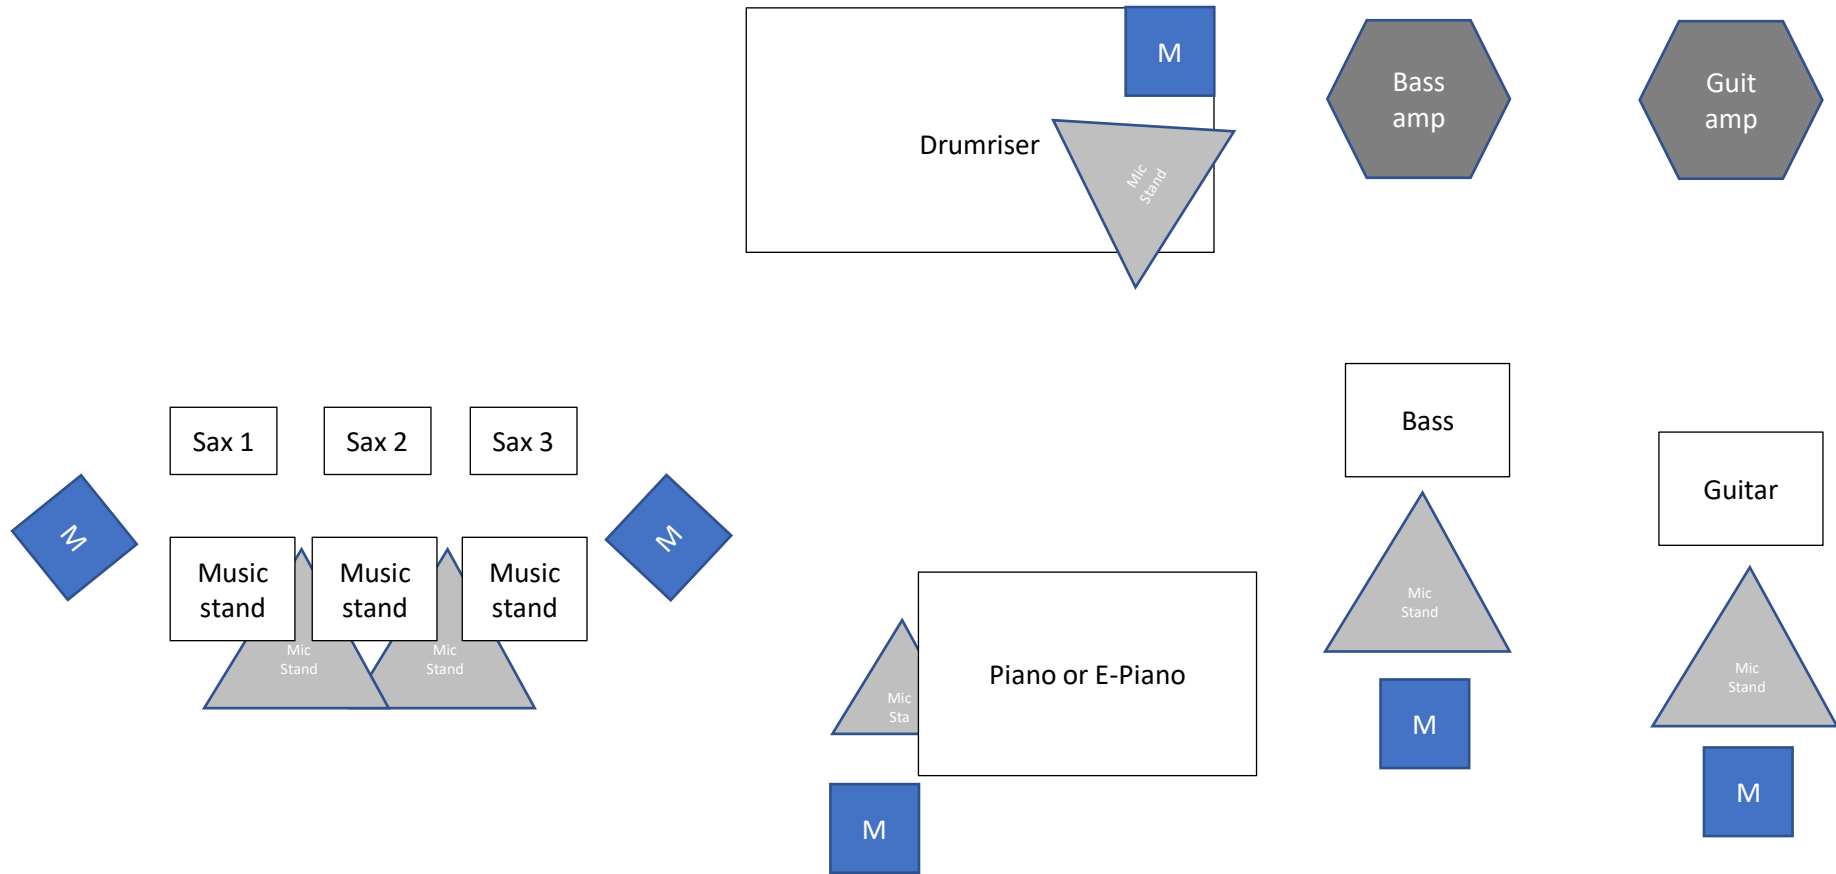 M
Drumriser
Mic
Stand
Bass
amp
Guit
amp
Sax 1
Sax 2
Sax 3
Bass
Guitar
M
M
Music
stand
Music
stand
Music
stand
Mic
Stand
Mic
Stand
Mic
Sta
Piano or E-Piano
Mic
Stand
Mic
Stand
M
M
M